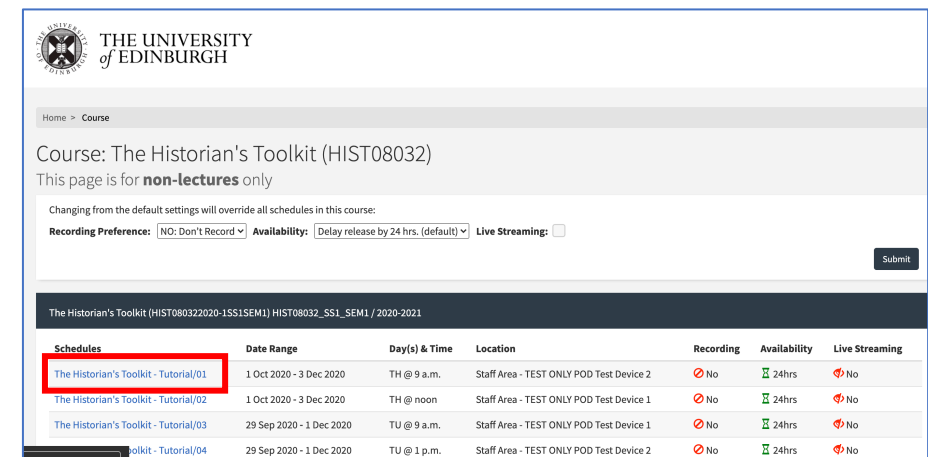 THE UNIVERSITY
of EDINBURGH
Home > Course
Course: The Historian's Toolkit (HIST08032)
This page is for non-lectures only
Changing from the default settings will override all schedules in this course:
Recording Preference: NO: Don't Record Availability: Delay release by 24 hrs. (default) Live Streaming:
Submit
The Historian's Toolkit (HIST080322020-1SS1SEM1) HIST08032_SS1_SEM1 / 2020-2021
Schedules Date Range Day(s) & Time Location Recording Availability Live Streaming
The Historian's Toolkit - Tutorial/01 1 Oct 2020 - 3 Dec 2020 TH @ 9 a.m. Staff Area - TEST ONLY POD Test Device 2 No 24hrs No
The Historian's Toolkit - Tutorial/02 1 Oct 2020 - 3 Dec 2020 TH @ noon Staff Area - TEST ONLY POD Test Device 1 No 24hrs No
The Historian's Toolkit - Tutorial/03 29 Sep 2020 - 1 Dec 2020 TU @ 9 a.m. Staff Area - TEST ONLY POD Test Device 1 No 24hrs No
oolkit - Tutorial/04 29 Sep 2020 - 1 Dec 2020 TU @ 1 p.m. Staff Area - TEST ONLY POD Test Device 2 No 24hrs No